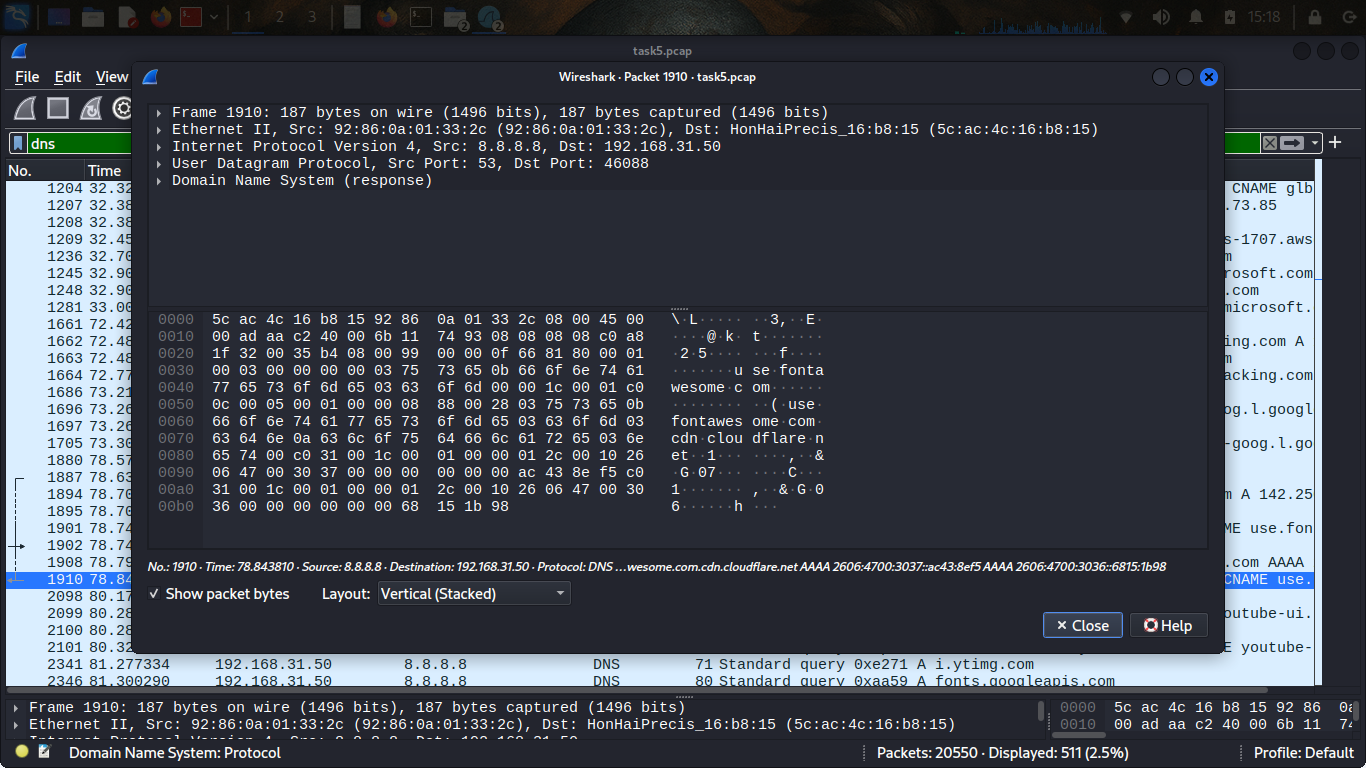 1 2 3 2 2 15:18
task5.pcap
File Edit View
Wireshark · Packet 1910 · task5.pcap
Frame 1910: 187 bytes on wire (1496 bits), 187 bytes captured (1496 bits)
Ethernet II, Src: 92:86:0a:01:33:2c (92:86:0a:01:33:2c), Dst: HonHaiPrecis_16:b8:15 (5c:ac:4c:16:b8:15)
Internet Protocol Version 4, Src: 8.8.8.8, Dst: 192.168.31.50
User Datagram Protocol, Src Port: 53, Dst Port: 46088
Domain Name System (response)
dns
No. Time
1204 32.32 CNAME glb
1207 32.38 .73.85
1208 32.38
1209 32.45 s-1707.aws
1236 32.70 m
1245 32.90 crosoft.com
1248 32.90 .com
1281 33.00 microsoft.
1661 72.42
1662 72.46 ing.com A
1663 72.48 m
1664 72.77 acking.com
1686 73.21
1696 73.26 og.l.googl
1697 73.26
1705 73.30 -goog.l.go
1880 78.57
1887 78.63
1894 78.70 m A 142.25
1895 78.70
1901 78.74 ME use.fon
1902 78.74
1908 78.79 .com AAAA
1910 78.84 CNAME use.
2098 80.17
2099 80.28 outube-ui.
2100 80.28
2101 80.32 E youtube-
0000 5c ac 4c 16 b8 15 92 86 0a 01 33 2c 08 00 45 00 \·L·····  ··3,··E·
0010 00 ad aa c2 40 00 6b 11 74 93 08 08 08 08 c0 a8 ····@·k· t·······
0020 1f 32 00 35 b4 08 00 99 00 00 0f 66 81 80 00 01 ·2·5···· ···f····
0030 00 03 00 00 00 00 03 75 73 65 0b 66 6f 6e 74 61 ·······u se·fonta
0040 77 65 73 6f 6d 65 03 63 6f 6d 00 00 1c 00 01 c0 wesome·c om······
0050 0c 00 05 00 01 00 00 08 88 00 28 03 75 73 65 0b ········ ··(·use·
0060 66 6f 6e 74 61 77 65 73 6f 6d 65 03 63 6f 6d 03 fontawes ome·com·
0070 63 64 6e 0a 63 6c 6f 75 64 66 6c 61 72 65 03 6e cdn·clou dflare·n
0080 65 74 00 c0 31 00 1c 00 01 00 00 01 2c 00 10 26 et··1··· ····,··&
0090 06 47 00 30 37 00 00 00 00 00 00 ac 43 8e f5 c0 ·G·07··· ····C···
00a0 31 00 1c 00 01 00 00 01 2c 00 10 26 06 47 00 30 1······· ,··&·G·0
00b0 36 00 00 00 00 00 00 68 15 1b 98 6······h ···
No.: 1910 · Time: 78.843810 · Source: 8.8.8.8 · Destination: 192.168.31.50 · Protocol: DNS ...wesome.com.cdn.cloudflare.net AAAA 2606:4700:3037::ac43:8ef5 AAAA 2606:4700:3036::6815:1b98
Show packet bytes Layout: Vertical (Stacked)
Close Help
2341 81.277334 192.168.31.50 8.8.8.8 DNS 71 Standard query 0xe271 A i.ytimg.com
2346 81.300290 192.168.31.50 8.8.8.8 DNS 80 Standard query 0xaa59 A fonts.googleapis.com
Frame 1910: 187 bytes on wire (1496 bits), 187 bytes captured (1496 bits)
Ethernet II, Src: 92:86:0a:01:33:2c (92:86:0a:01:33:2c), Dst: HonHaiPrecis_16:b8:15 (5c:ac:4c:16:b8:15)
Internet Protocol Version 4, Src: 8.8.8.8, Dst: 192.168.31.50
0000 5c ac 4c 16 b8 15 92 86 0a
0010 00 ad aa c2 40 00 6b 11 74
Domain Name System: Protocol
Packets: 20550 · Displayed: 511 (2.5%)
Profile: Default